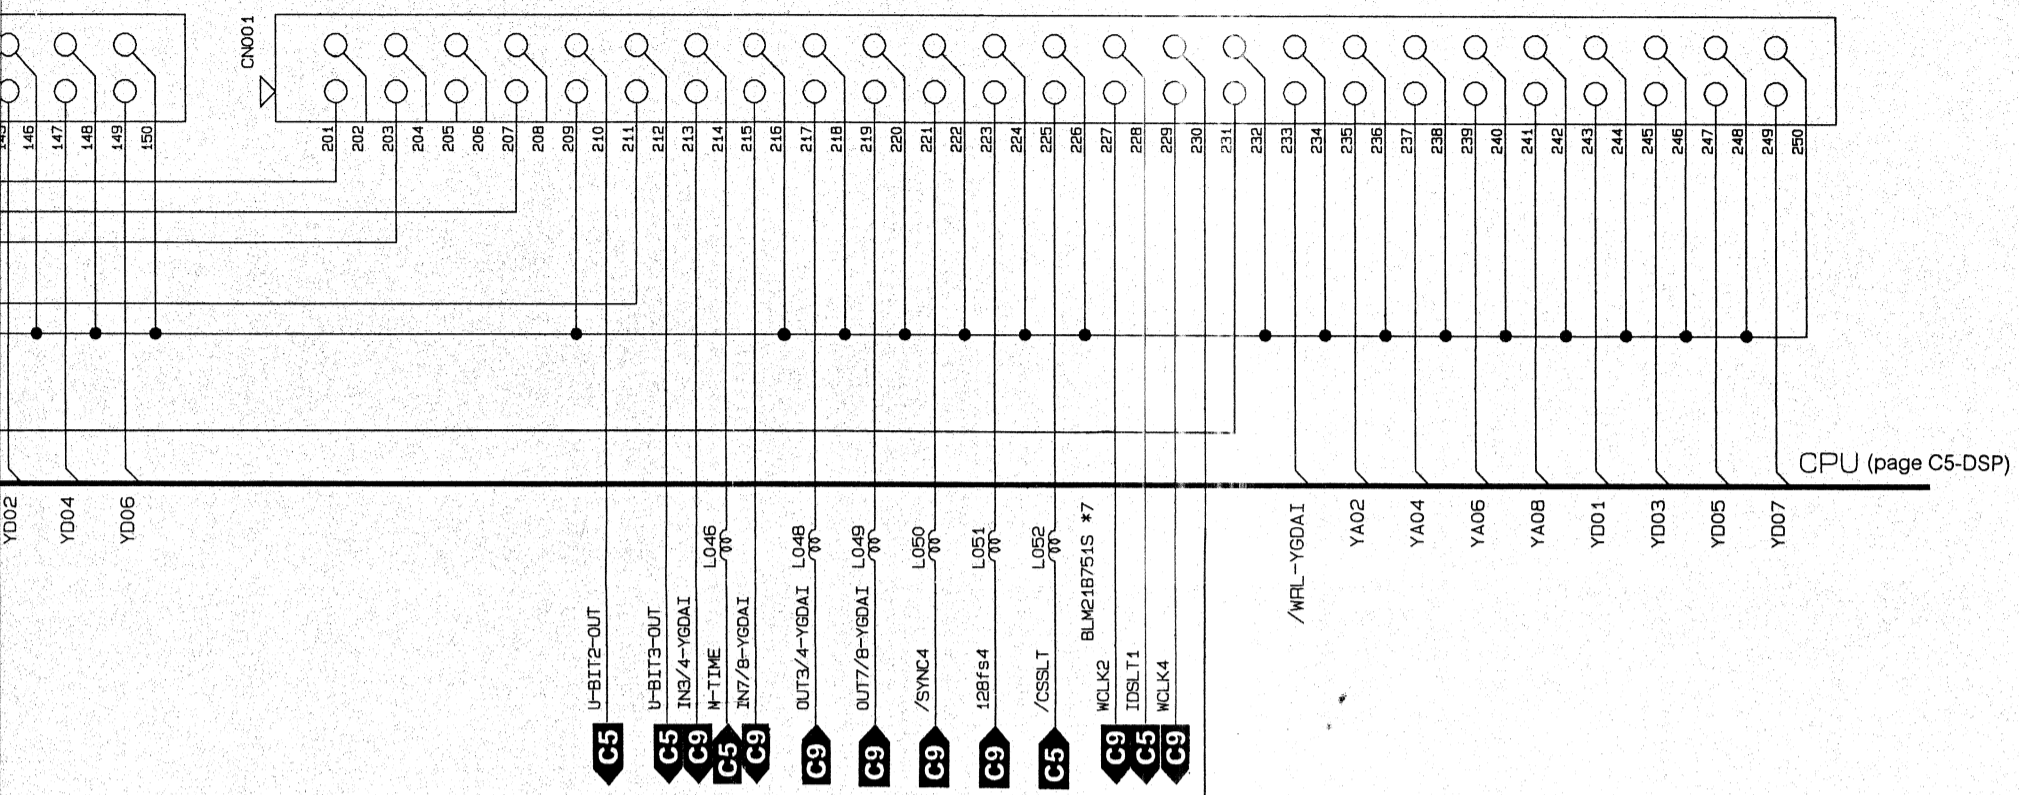 CN001
146
147
148
149
150
201
202
203
204
205
206
207
208
209
210
211
212
213
214
215
216
217
218
219
220
221
222
223
224
225
226
227
228
229
230
231
232
233
234
235
236
237
238
239
240
241
242
243
244
245
246
247
248
249
250
CPU (page C5-DSP)
YD02
YD04
YD06
U-BIT2-OUT
U-BIT3-OUT
IN3/4-YGDAI
M-TIME
L046
IN7/8-YGDAI
OUT3/4-YGDAI
L048
OUT7/8-YGDAI
L049
/SYNC4
L050
128fs4
L051
/CSSLT
L052
BLM21B751S *7
WCLK2
IDSLT1
WCLK4
/WRL-YGDAI
YA02
YA04
YA06
YA08
YD01
YD03
YD05
YD07
C5
C5
C9
C5
C9
C9
C9
C9
C9
C5
C9
C5
C9